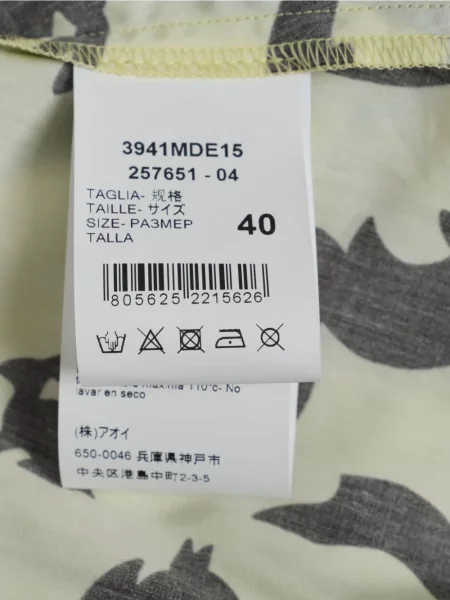 3941MDE15
257651 - 04
TAGLIA- 规格
TAILLE- サイズ
SIZE- РАЗМЕР
TALLA
40
805625 2215626
maxima 110°c- No
lavar en seco
(株)アオイ
650-0046 兵庫県神戸市
中央区港島中町2-3-5